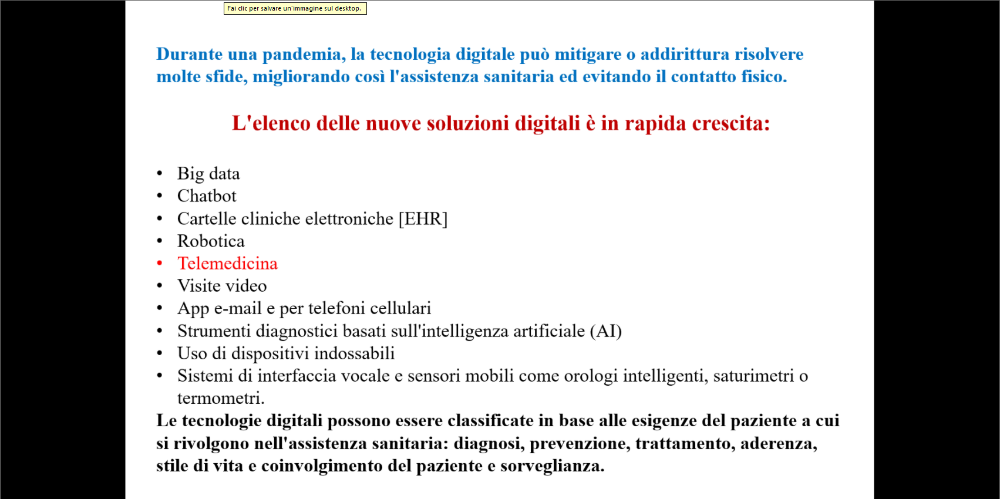 Fai clic per salvare un'immagine sul desktop.
Durante una pandemia, la tecnologia digitale può mitigare o addirittura risolvere
molte sfide, migliorando così l'assistenza sanitaria ed evitando il contatto fisico.
L'elenco delle nuove soluzioni digitali è in rapida crescita:
• Big data
• Chatbot
• Cartelle cliniche elettroniche [EHR]
• Robotica
• Telemedicina
• Visite video
• App e-mail e per telefoni cellulari
• Strumenti diagnostici basati sull'intelligenza artificiale (AI)
• Uso di dispositivi indossabili
• Sistemi di interfaccia vocale e sensori mobili come orologi intelligenti, saturimetri o
termometri.
Le tecnologie digitali possono essere classificate in base alle esigenze del paziente a cui
si rivolgono nell'assistenza sanitaria: diagnosi, prevenzione, trattamento, aderenza,
stile di vita e coinvolgimento del paziente e sorveglianza.